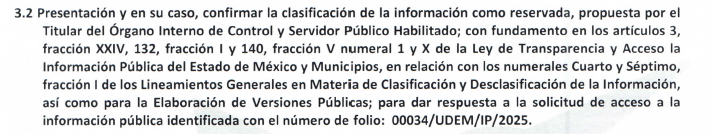 3.2 Presentación y en su caso, confirmar la clasificación de la información como reservada, propuesta por el
Titular del Órgano Interno de Control y Servidor Público Habilitado; con fundamento en los artículos 3,
fracción XXIV, 132, fracción I y 140, fracción V numeral 1 y X de la Ley de Transparencia y Acceso la
Información Pública del Estado de México y Municipios, en relación con los numerales Cuarto y Séptimo,
fracción I de los Lineamientos Generales en Materia de Clasificación y Desclasificación de la Información,
así como para la Elaboración de Versiones Públicas; para dar respuesta a la solicitud de acceso a la
información pública identificada con el número de folio: 00034/UDEM/IP/2025.